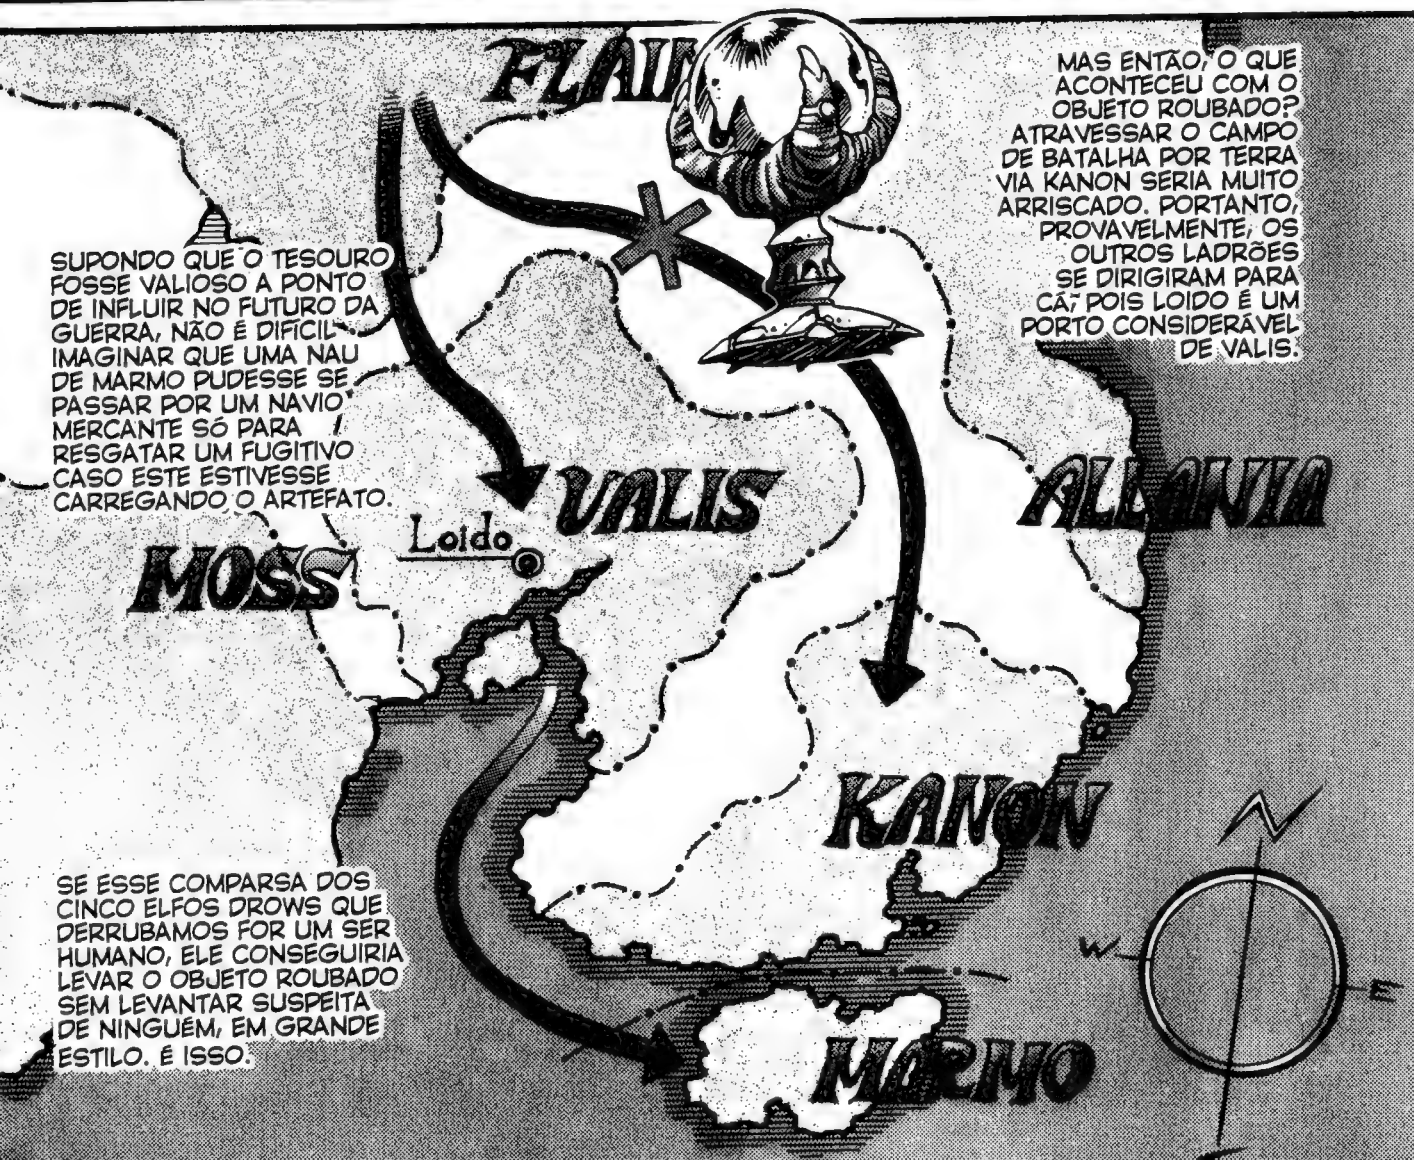 FLAIM
MAS ENTÃO, O QUE
ACONTECEU COM O
OBJETO ROUBADO?
ATRAVESSAR O CAMPO
DE BATALHA POR TERRA
VIA KANON SERIA MUITO
ARRISCADO. PORTANTO,
PROVAVELMENTE, OS
OUTROS LADRÕES
SE DIRIGIRAM PARA
CÁ, POIS LOIDO É UM
PORTO CONSIDERÁVEL
DE VALIS.
SUPONDO QUE O TESOURO
FOSSE VALIOSO A PONTO
DE INFLUIR NO FUTURO DA
GUERRA, NÃO É DIFÍCIL
IMAGINAR QUE UMA NAU
DE MARMO PUDESSE SE
PASSAR POR UM NAVIO
MERCANTE SÓ PARA
RESGATAR UM FUGITIVO
CASO ESTE ESTIVESSE
CARREGANDO O ARTEFATO.
VALIS
ALLANIA
Loido
MOSS
KANON
SE ESSE COMPARSA DOS
CINCO ELFOS DROWS QUE
DERRUBAMOS FOR UM SER
HUMANO, ELE CONSEGUIRIA
LEVAR O OBJETO ROUBADO
SEM LEVANTAR SUSPEITA
DE NINGUÉM, EM GRANDE
ESTILO. É ISSO.
N
W
E
MARMO